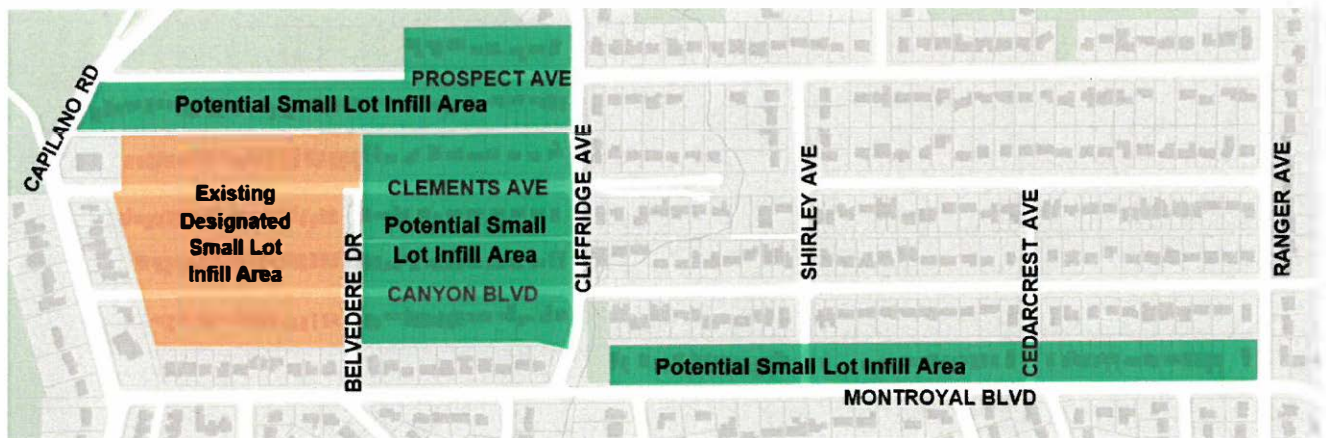 PROSPECT AVE
Potential Small Lot Infill Area
CAPILANO RD
Existing
Designated
Small Lot
Infill Area
BELVEDERE DR
CLEMENTS AVE
Potential Small
Lot Infill Area
CANYON BLVD
CLIFFRIDGE AVE
SHIRLEY AVE
CEDARCREST AVE
RANGER AVE
Potential Small Lot Infill Area
MONTROYAL BLVD